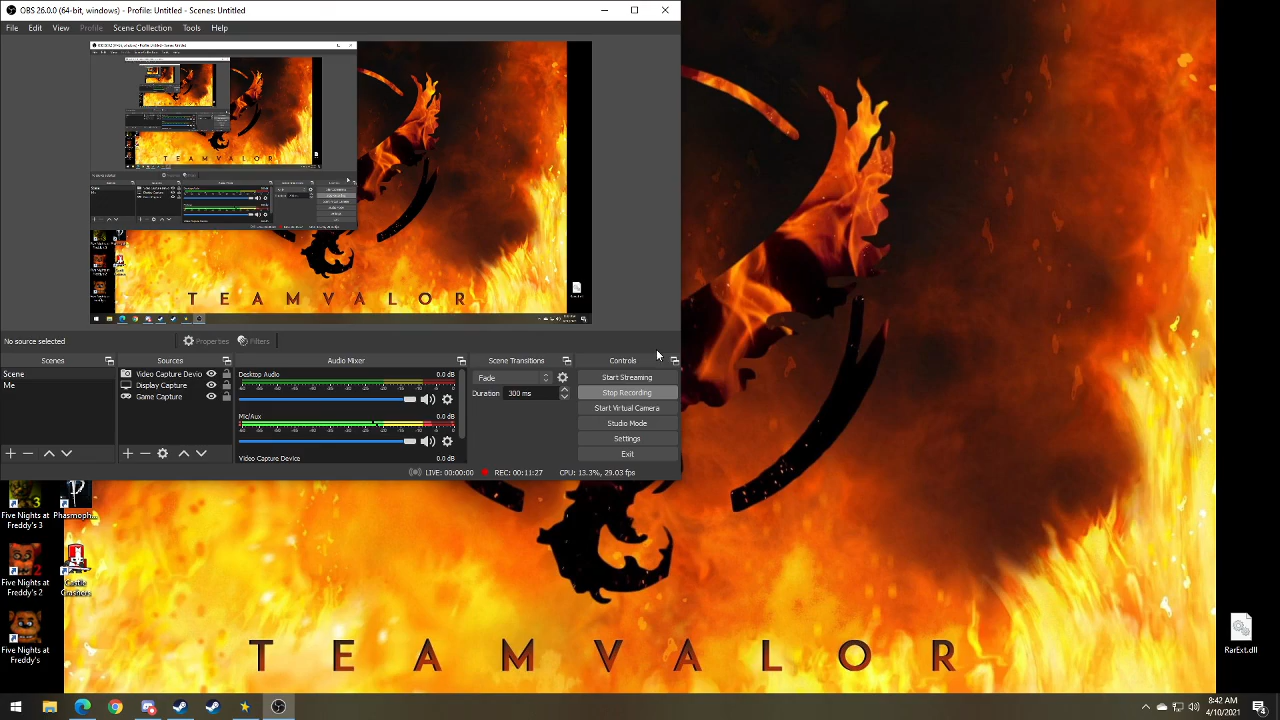 OBS 26.0.0 (64-bit, windows) - Profile: Untitled - Scenes: Untitled
File Edit View Profile Scene Collection Tools Help
T E A M V A L O R
No source selected
Properties Filters
Scenes Sources Audio Mixer Scene Transitions Controls
Scene
Me
Video Capture Devic
Display Capture
Game Capture
Desktop Audio 0.0 dB
Mic/Aux 0.0 dB
Video Capture Device
Fade
Duration 300 ms
Start Streaming
Stop Recording
Start Virtual Camera
Studio Mode
Settings
Exit
LIVE: 00:00:00 REC: 00:11:27 CPU: 13.3%, 29.03 fps
Five Nights at
Freddy's 3
Phasmoph...
Five Nights at
Freddy's 2
Castle
Crashers
Five Nights at
Freddy's
T E A M V A L O R
RarExt.dll
8:42 AM
4/10/2021
4